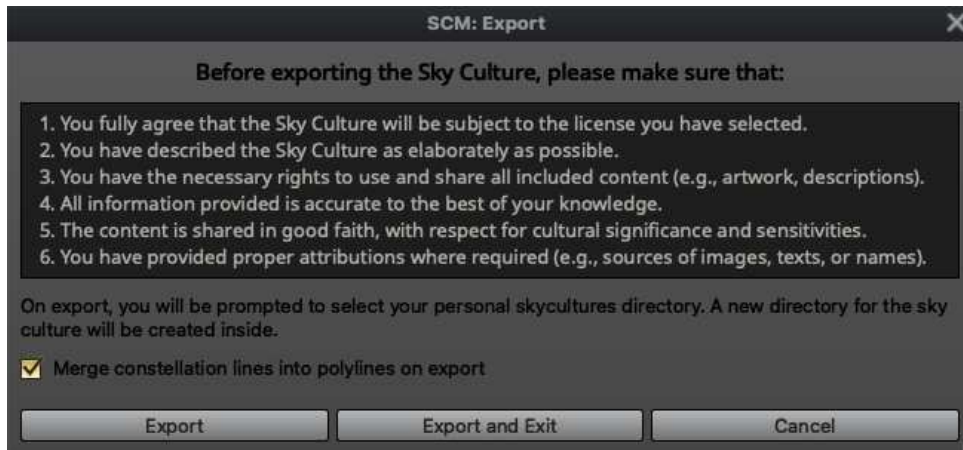 SCM: Export
Before exporting the Sky Culture, please make sure that:
1. You fully agree that the Sky Culture will be subject to the license you have selected.
2. You have described the Sky Culture as elaborately as possible.
3. You have the necessary rights to use and share all included content (e.g., artwork, descriptions).
4. All information provided is accurate to the best of your knowledge.
5. The content is shared in good faith, with respect for cultural significance and sensitivities.
6. You have provided proper attributions where required (e.g., sources of images, texts, or names).
On export, you will be prompted to select your personal skycultures directory. A new directory for the sky
culture will be created inside.
Merge constellation lines into polylines on export
Export
Export and Exit
Cancel